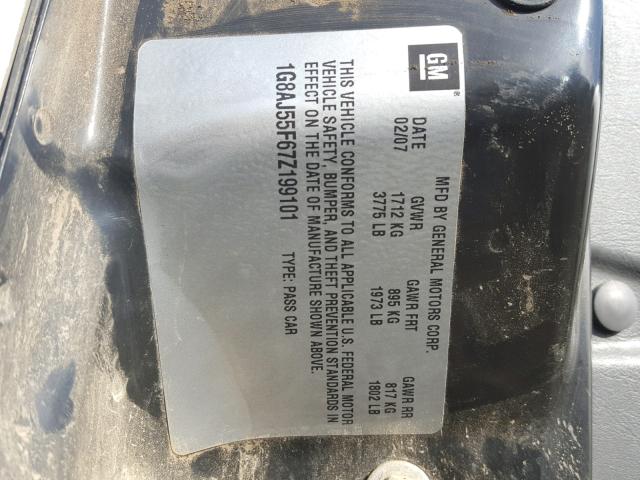 GM
®
MFD BY GENERAL MOTORS CORP.
DATE GVWR GAWR FRT GAWR RR
02/07 1712 KG 895 KG 817 KG
3775 LB 1973 LB 1802 LB
THIS VEHICLE CONFORMS TO ALL APPLICABLE U.S. FEDERAL MOTOR
VEHICLE SAFETY, BUMPER, AND THEFT PREVENTION STANDARDS IN
EFFECT ON THE DATE OF MANUFACTURE SHOWN ABOVE.
1G8AJ55F67Z199101 TYPE: PASS CAR